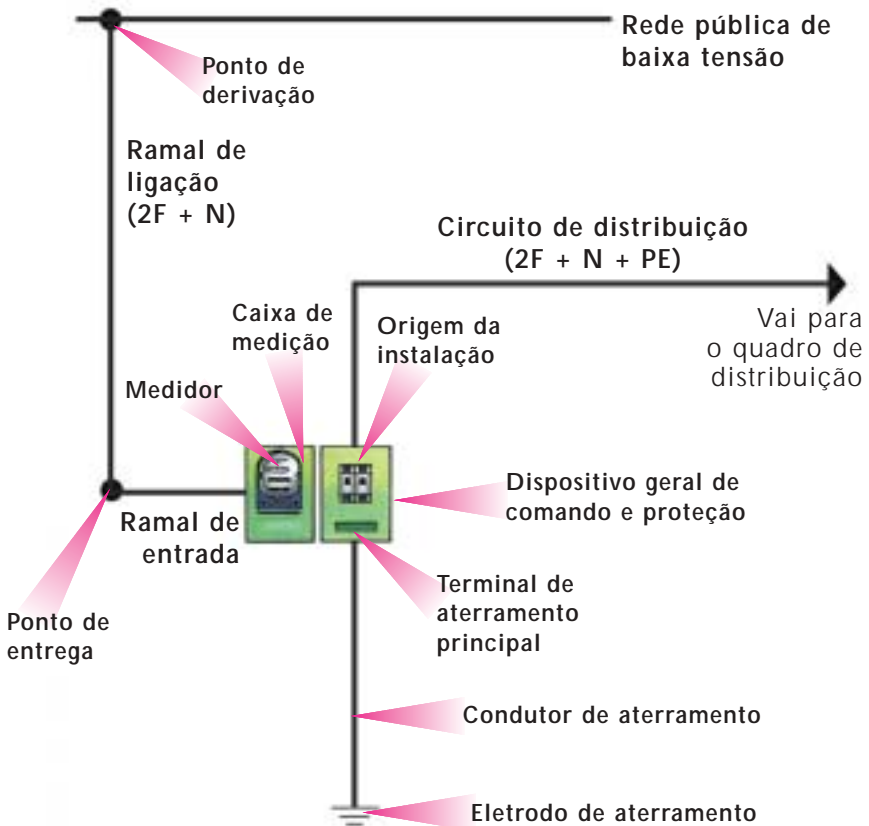 Rede pública de
baixa tensão
Ponto de
derivação
Ramal de
ligação
(2F + N)
Circuito de distribuição
(2F + N + PE)
Vai para
o quadro de
distribuição
Caixa de
medição
Origem da
instalação
Medidor
Dispositivo geral de
comando e proteção
Ramal de
entrada
Terminal de
aterramento
principal
Ponto de
entrega
Condutor de aterramento
Eletrodo de aterramento